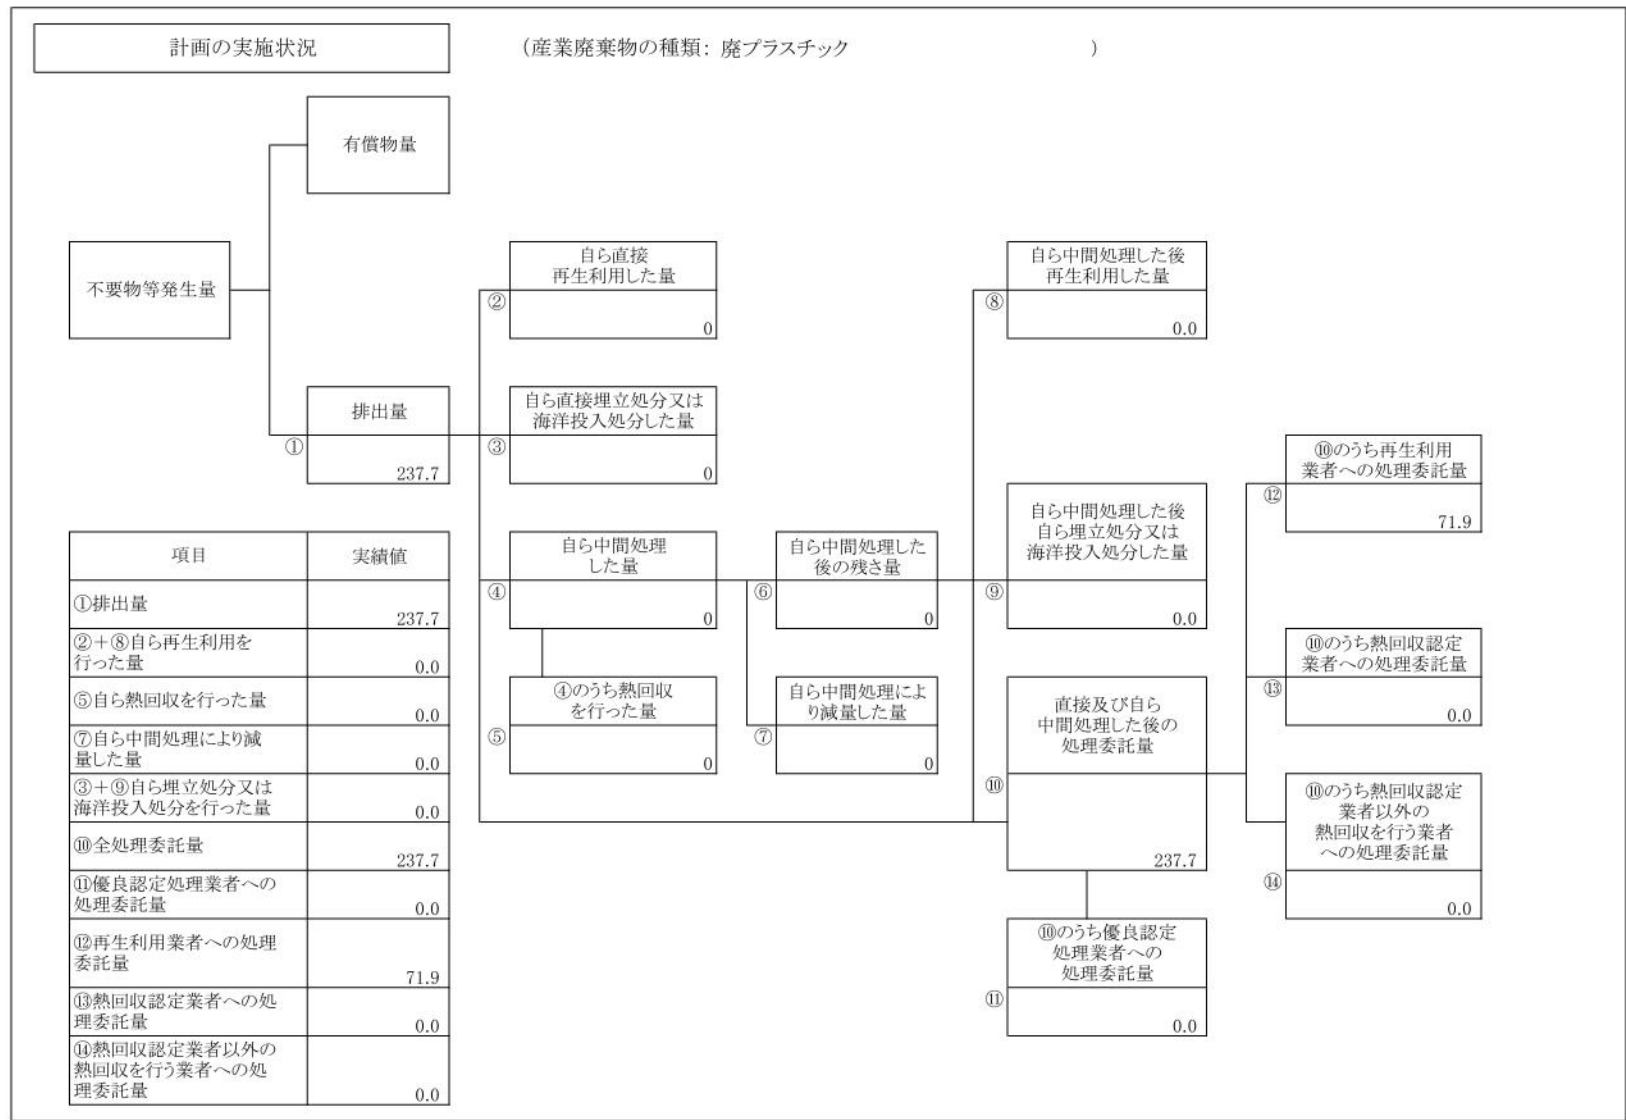 計画の実施状況
（産業廃棄物の種類： 廃プラスチック ）
有償物量
不要物等発生量
自ら直接
再生利用した量
②
0
自ら中間処理した後
再生利用した量
⑧
0.0
排出量
①
237.7
自ら直接埋立処分又は
海洋投入処分した量
③
0
⑩のうち再生利用
業者への処理委託量
⑫
71.9
自ら中間処理
した量
④
0
自ら中間処理した
後の残さ量
⑥
0
自ら中間処理した後
自ら埋立処分又は
海洋投入処分した量
⑨
0.0
⑩のうち熱回収認定
業者への処理委託量
⑬
0.0
④のうち熱回収
を行った量
⑤
0
自ら中間処理によ
り減量した量
⑦
0
直接及び自ら
中間処理した後の
処理委託量
⑩
237.7
⑩のうち熱回収認定
業者以外の
熱回収を行う業者
への処理委託量
⑭
0.0
⑩のうち優良認定
処理業者への
処理委託量
⑪
0.0
項目 実績値
①排出量
237.7
②＋⑧自ら再生利用を
行った量
0.0
⑤自ら熱回収を行った量
0.0
⑦自ら中間処理により減
量した量
0.0
③＋⑨自ら埋立処分又は
海洋投入処分を行った量
0.0
⑩全処理委託量
237.7
⑪優良認定処理業者への
処理委託量
0.0
⑫再生利用業者への処理
委託量
71.9
⑬熱回収認定業者への処
理委託量
0.0
⑭熱回収認定業者以外の
熱回収を行う業者への処
理委託量
0.0